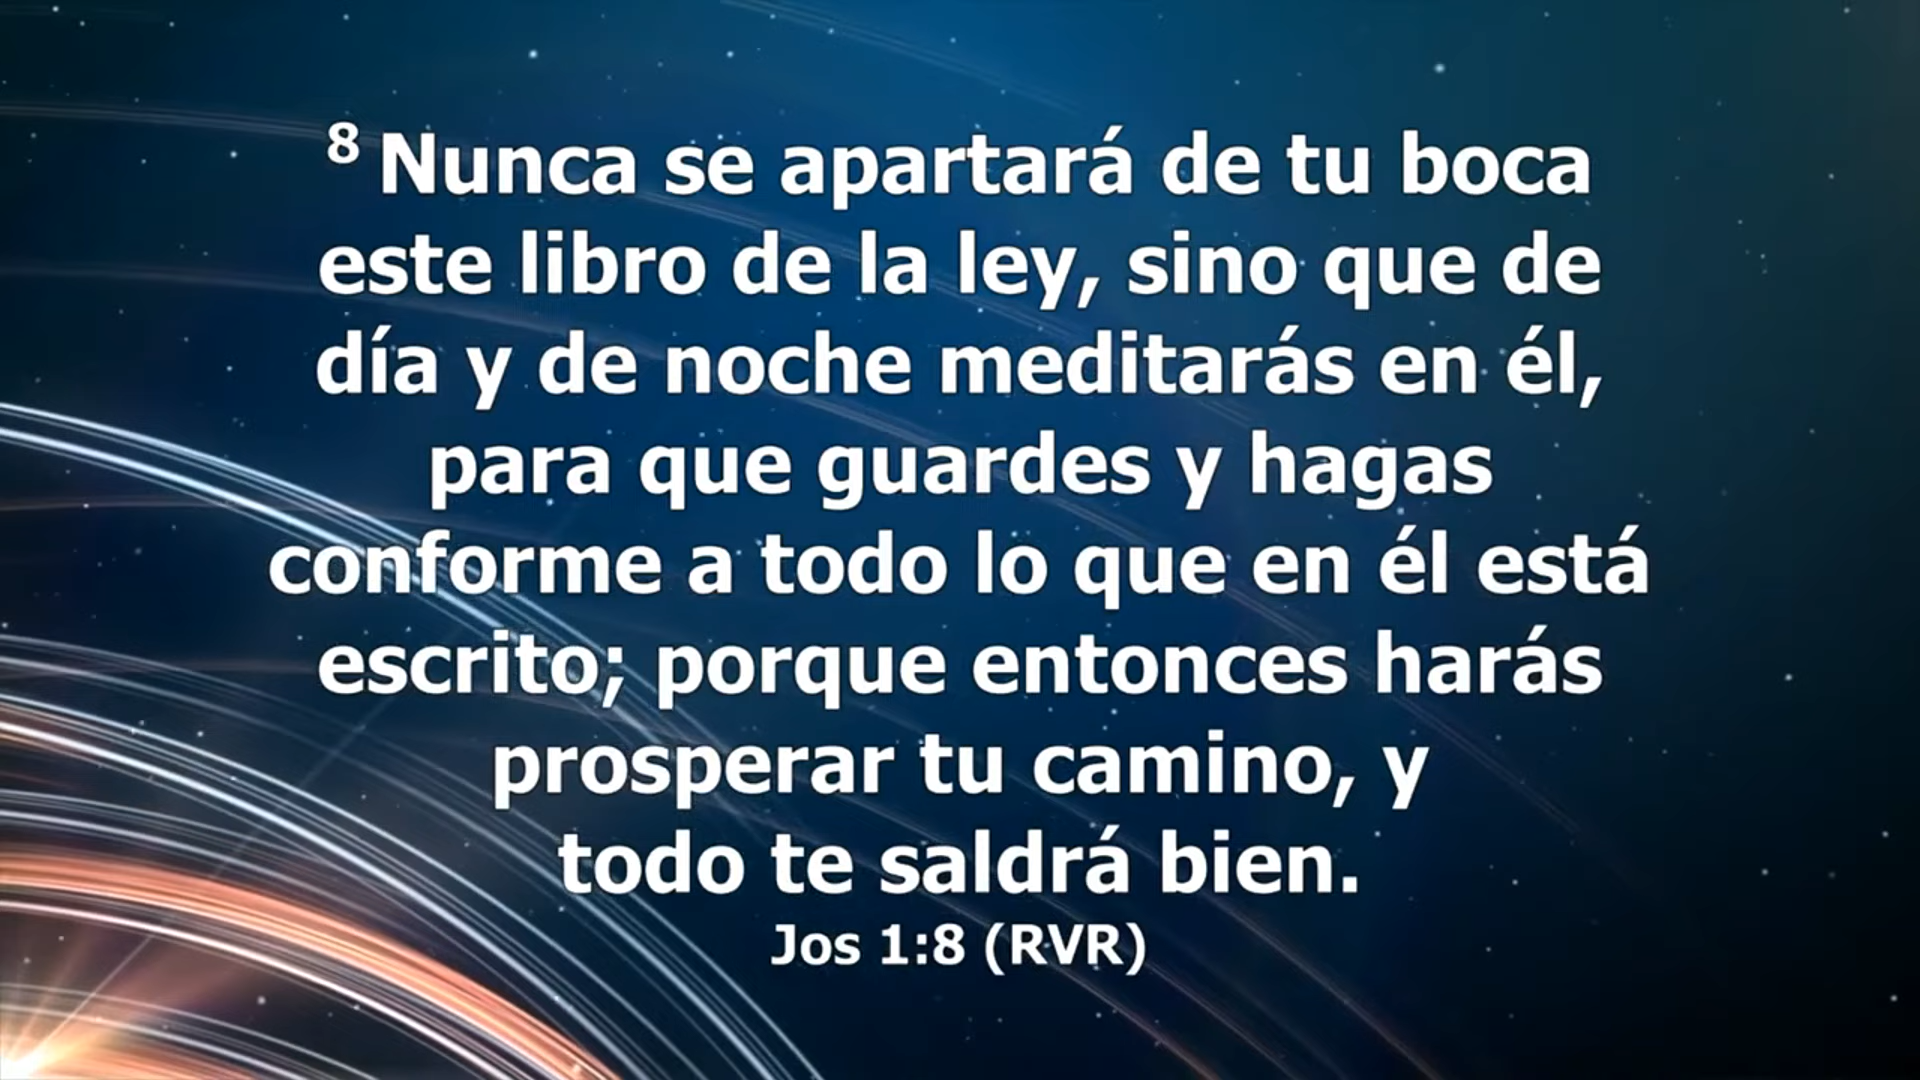 8 Nunca se apartará de tu boca
este libro de la ley, sino que de
día y de noche meditarás en él,
para que guardes y hagas
conforme a todo lo que en él está
escrito; porque entonces harás
prosperar tu camino, y
todo te saldrá bien.
Jos 1:8 (RVR)